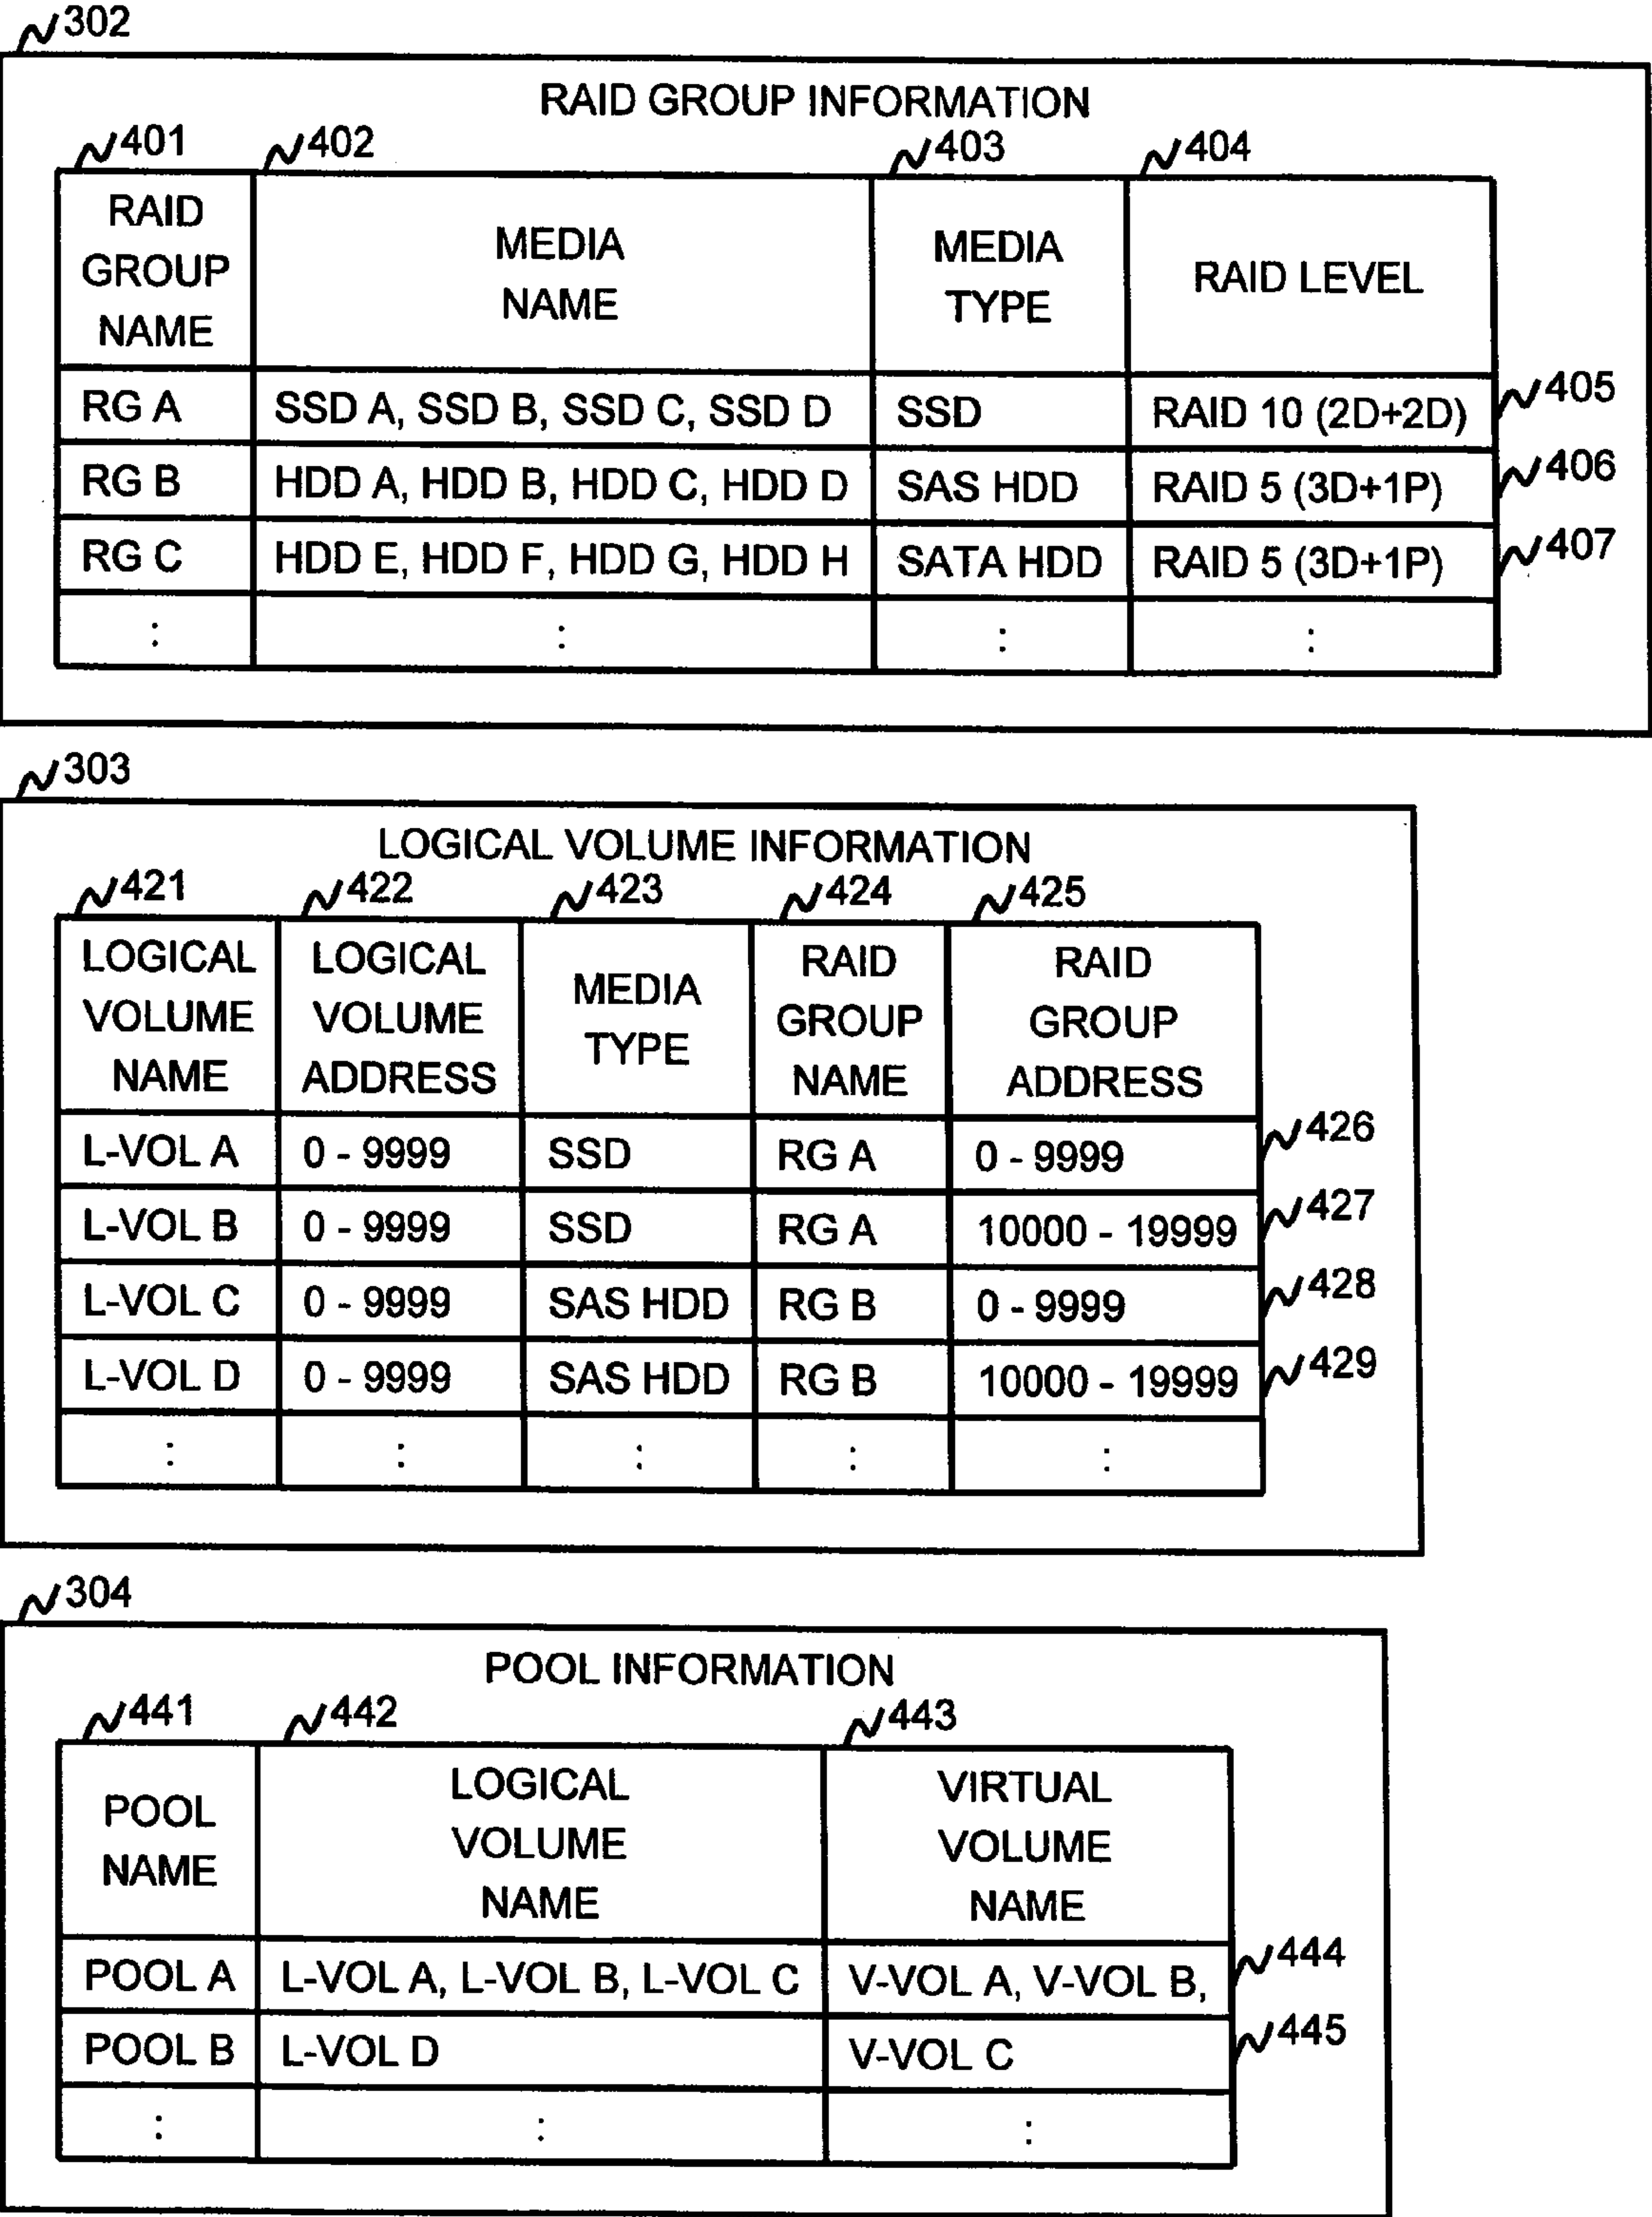 302
RAID GROUP INFORMATION
401 402 403 404
RAID GROUP NAME MEDIA NAME MEDIA TYPE RAID LEVEL
RG A SSD A, SSD B, SSD C, SSD D SSD RAID 10 (2D+2D) 405
RG B HDD A, HDD B, HDD C, HDD D SAS HDD RAID 5 (3D+1P) 406
RG C HDD E, HDD F, HDD G, HDD H SATA HDD RAID 5 (3D+1P) 407
: : : :
303
LOGICAL VOLUME INFORMATION
421 422 423 424 425
LOGICAL VOLUME NAME LOGICAL VOLUME ADDRESS MEDIA TYPE RAID GROUP NAME RAID GROUP ADDRESS
L-VOL A 0 - 9999 SSD RG A 0 - 9999 426
L-VOL B 0 - 9999 SSD RG A 10000 - 19999 427
L-VOL C 0 - 9999 SAS HDD RG B 0 - 9999 428
L-VOL D 0 - 9999 SAS HDD RG B 10000 - 19999 429
: : : : :
304
POOL INFORMATION
441 442 443
POOL NAME LOGICAL VOLUME NAME VIRTUAL VOLUME NAME
POOL A L-VOL A, L-VOL B, L-VOL C V-VOL A, V-VOL B, 444
POOL B L-VOL D V-VOL C 445
: : :